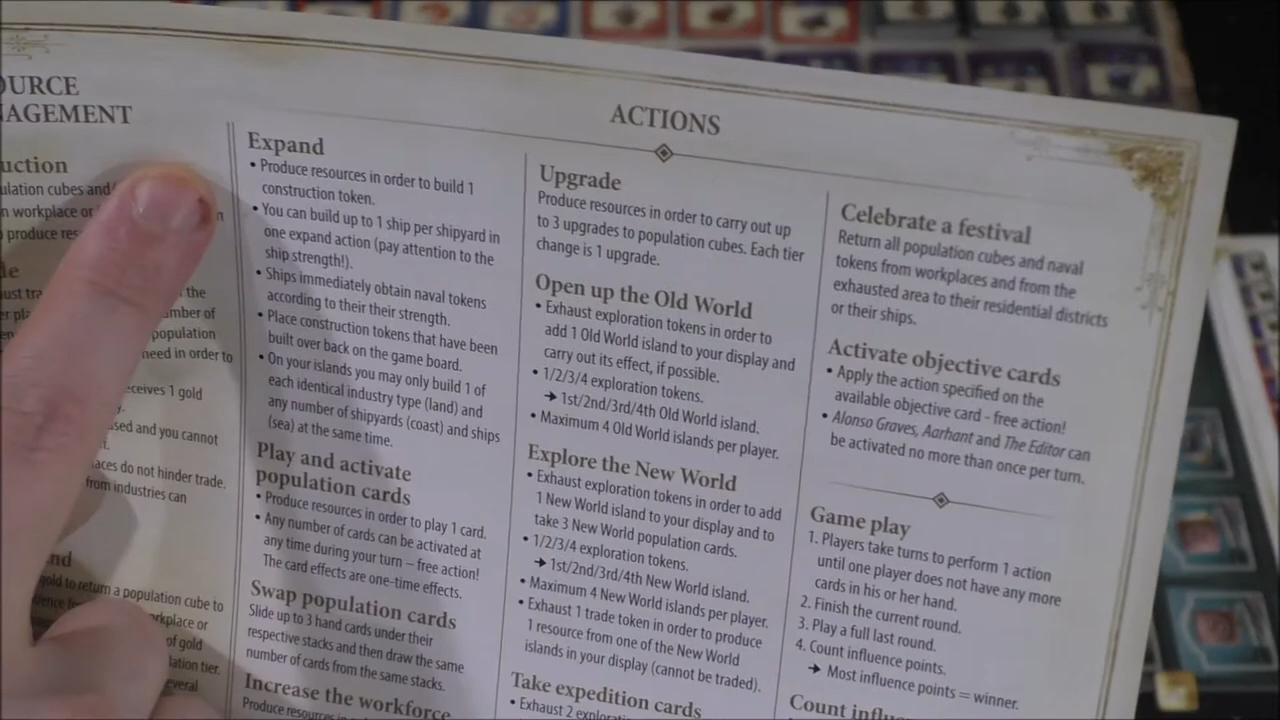 OURCE
NAGEMENT
uction
ulation cubes and/
n workplace or
n
o produce res
le
ust tra
the
er pla
mber of
population
need in order to
eceives 1 gold
y.
used and you cannot
t.
laces do not hinder trade.
from industries can
nd
gold to return a population cube to
rkplace or
of gold
lation tier.
everal
ACTIONS
Expand
• Produce resources in order to build 1
construction token.
• You can build up to 1 ship per shipyard in
one expand action (pay attention to the
ship strength!).
• Ships immediately obtain naval tokens
according to their strength.
• Place construction tokens that have been
built over back on the game board.
• On your islands you may only build 1 of
each identical industry type (land) and
any number of shipyards (coast) and ships
(sea) at the same time.
Play and activate
population cards
• Produce resources in order to play 1 card.
• Any number of cards can be activated at
any time during your turn – free action!
The card effects are one-time effects.
Swap population cards
Slide up to 3 hand cards under their
respective stacks and then draw the same
number of cards from the same stacks.
Increase the workforce
Produce resources in
Upgrade
Produce resources in order to carry out up
to 3 upgrades to population cubes. Each tier
change is 1 upgrade.
Open up the Old World
• Exhaust exploration tokens in order to
add 1 Old World island to your display and
carry out its effect, if possible.
• 1/2/3/4 exploration tokens.
→ 1st/2nd/3rd/4th Old World island.
• Maximum 4 Old World islands per player.
Explore the New World
• Exhaust exploration tokens in order to add
1 New World island to your display and to
take 3 New World population cards.
• 1/2/3/4 exploration tokens.
→ 1st/2nd/3rd/4th New World island.
• Maximum 4 New World islands per player.
• Exhaust 1 trade token in order to produce
1 resource from one of the New World
islands in your display (cannot be traded).
Take expedition cards
• Exhaust 2 explorati
Celebrate a festival
Return all population cubes and naval
tokens from workplaces and from the
exhausted area to their residential districts
or their ships.
Activate objective cards
• Apply the action specified on the
available objective card - free action!
• Alonso Graves, Aarhant and The Editor can
be activated no more than once per turn.
Game play
1. Players take turns to perform 1 action
until one player does not have any more
cards in his or her hand.
2. Finish the current round.
3. Play a full last round.
4. Count influence points.
→ Most influence points = winner.
Count influ